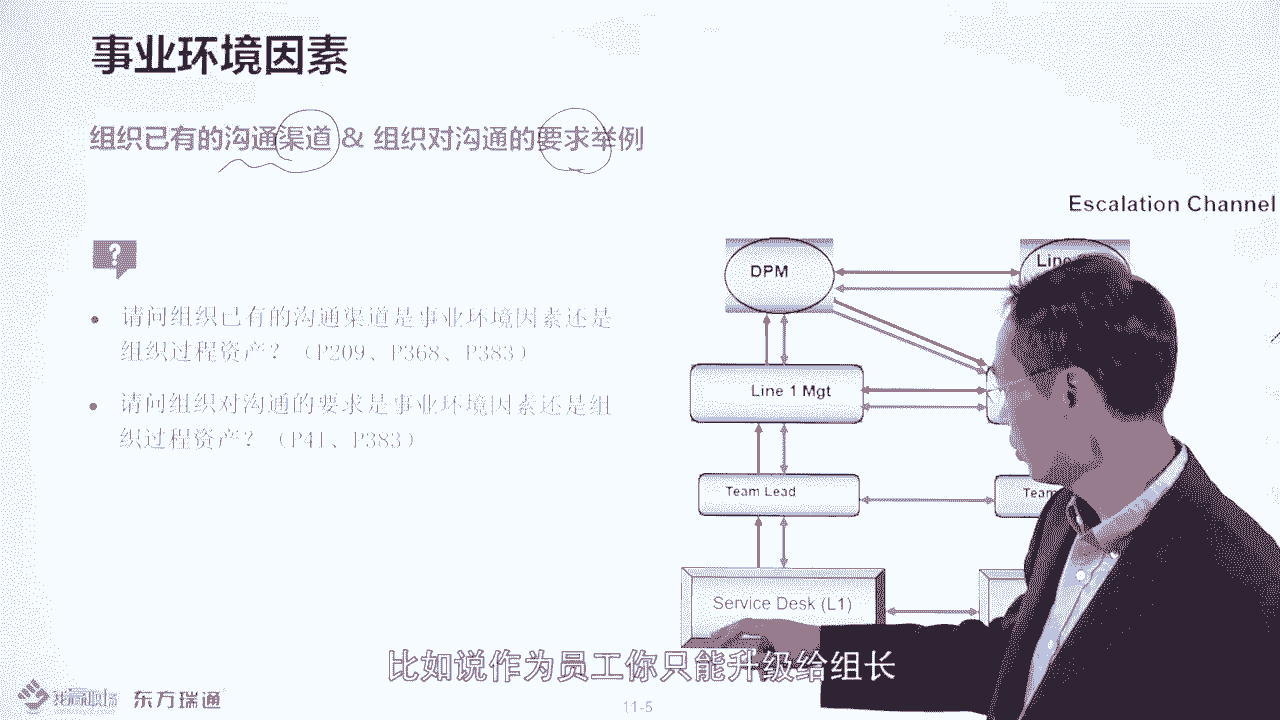 事业环境因素
组织已有的沟通渠道 & 组织对沟通的要求举例
Escalation Channel
?
DPM
Line
请问组织已有的沟通渠道是事业环境因素还是
组织过程资产？（P209、P368、P383）
Line 1 Mgt
请问组织对沟通的要求是事业环境因素还是组
织过程资产？（P41、P383）
Team Lead
Team
Service Desk (L1)
比如说作为员工你只能升级给组长
东方瑞通
11-5